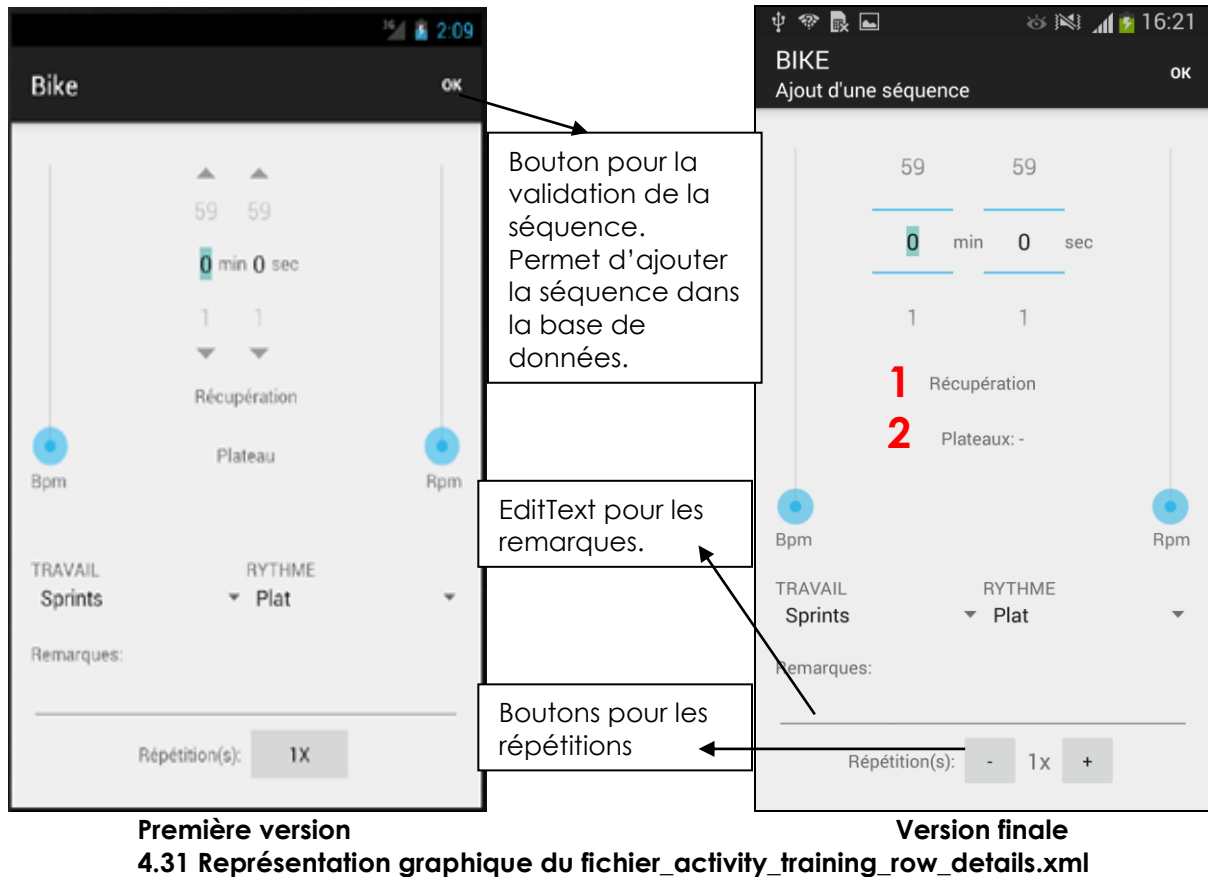 3G 2:09
Bike
OK
59 59
0 min 0 sec
1 1
Récupération
Plateau
Bpm
Rpm
TRAVAIL
RYTHME
Sprints
Plat
Remarques:
Répétition(s):
1X
Bouton pour la
validation de la
séquence.
Permet d’ajouter
la séquence dans
la base de
données.
EditText pour les
remarques.
Boutons pour les
répétitions
16:21
BIKE
Ajout d'une séquence
OK
59 59
0 min 0 sec
1 1
1 Récupération
2 Plateaux: -
Bpm
Rpm
TRAVAIL
RYTHME
Sprints
Plat
Remarques:
Répétition(s): - 1x +
Première version
Version finale
4.31 Représentation graphique du fichier_activity_training_row_details.xml